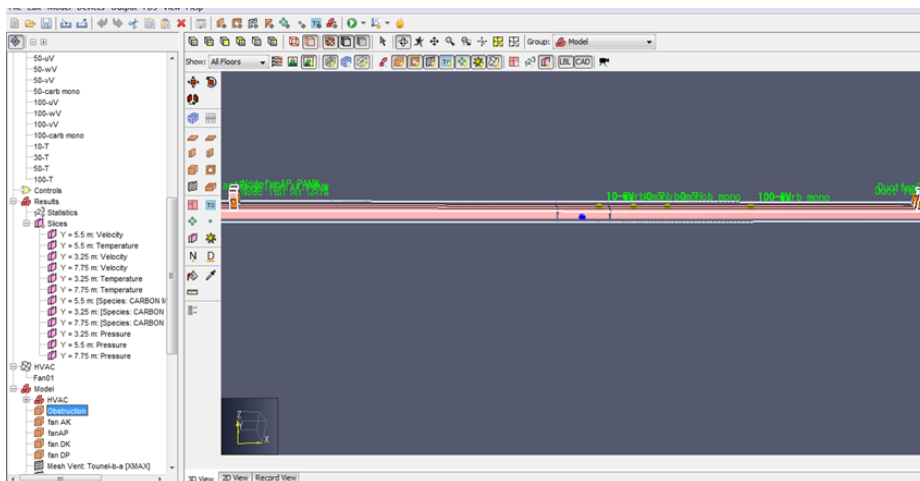 File Edit Model Devices Output FDS View Help
Group: Model
Show: All Floors
LBL CAD
50-uV
50-wV
50-vV
50-carb mono
100-uV
100-wV
100-vV
100-carb mono
10-T
30-T
50-T
100-T
Controls
Results
Statistics
Slices
Y = 5.5 m: Velocity
Y = 5.5 m: Temperature
Y = 3.25 m: Velocity
Y = 7.75 m: Velocity
Y = 3.25 m: Temperature
Y = 7.75 m: Temperature
Y = 5.5 m: [Species: CARBON M
Y = 3.25 m: [Species: CARBON
Y = 7.75 m: [Species: CARBON
Y = 3.25 m: Pressure
Y = 5.5 m: Pressure
Y = 7.75 m: Pressure
HVAC
Fan01
Model
HVAC
Obstruction
fan AK
fanAP
fan DK
fan DP
Mesh Vent: Tounel-b-a [XMAX]
N D
mono
mono
Z
Y
X
3D View 2D View Record View